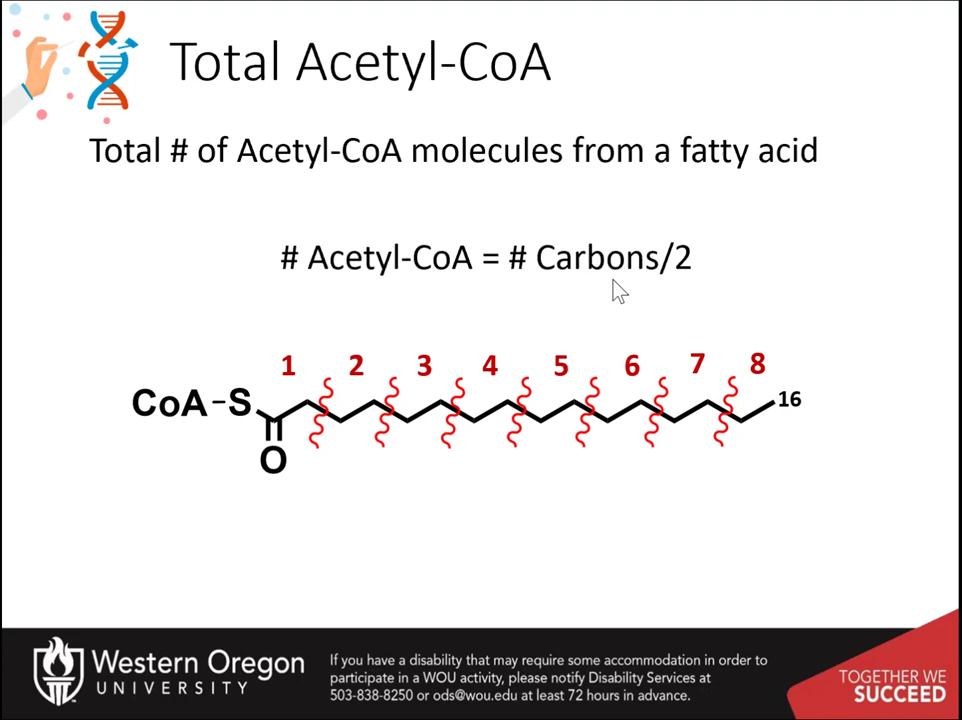 Total Acetyl-CoA
Total # of Acetyl-CoA molecules from a fatty acid
# Acetyl-CoA = # Carbons/2
1 2 3 4 5 6 7 8
CoA-S 16
O
Western Oregon
UNIVERSITY
If you have a disability that may require some accommodation in order to
participate in a WOU activity, please notify Disability Services at
503-838-8250 or ods@wou.edu at least 72 hours in advance.
TOGETHER WE
SUCCEED